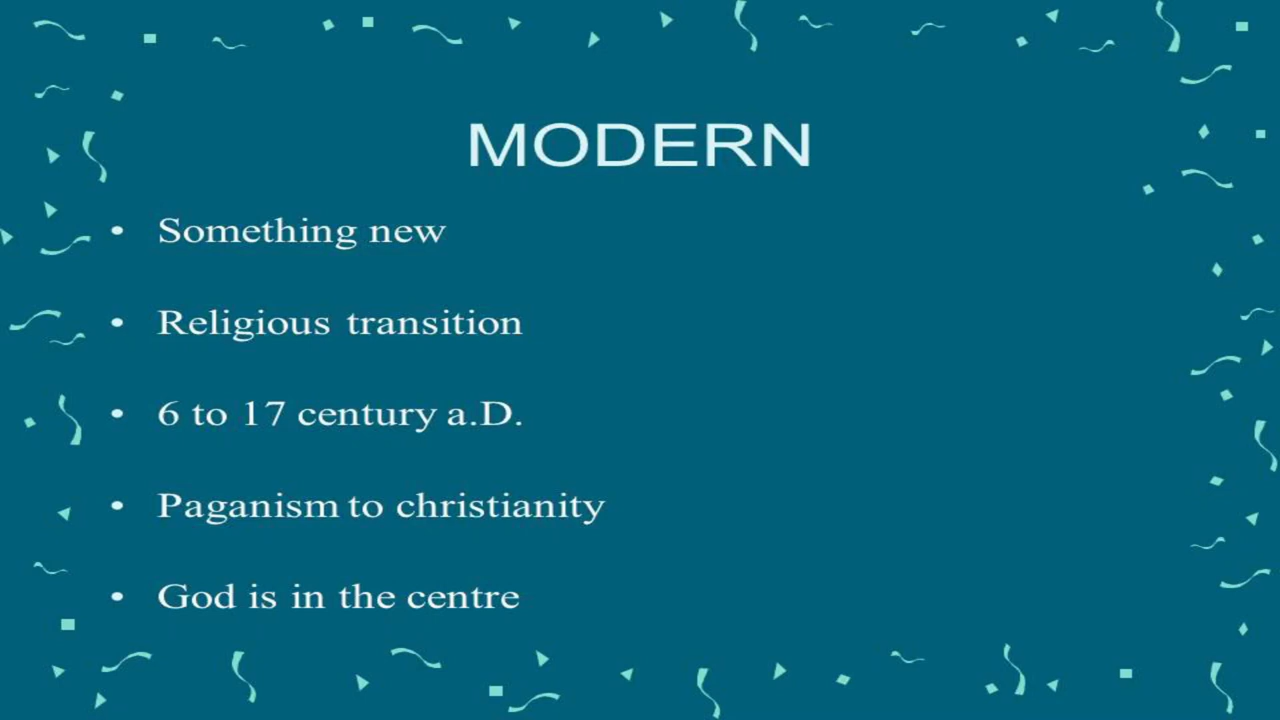 MODERN
• Something new
• Religious transition
• 6 to 17 century a.D.
• Paganism to christianity
• God is in the centre